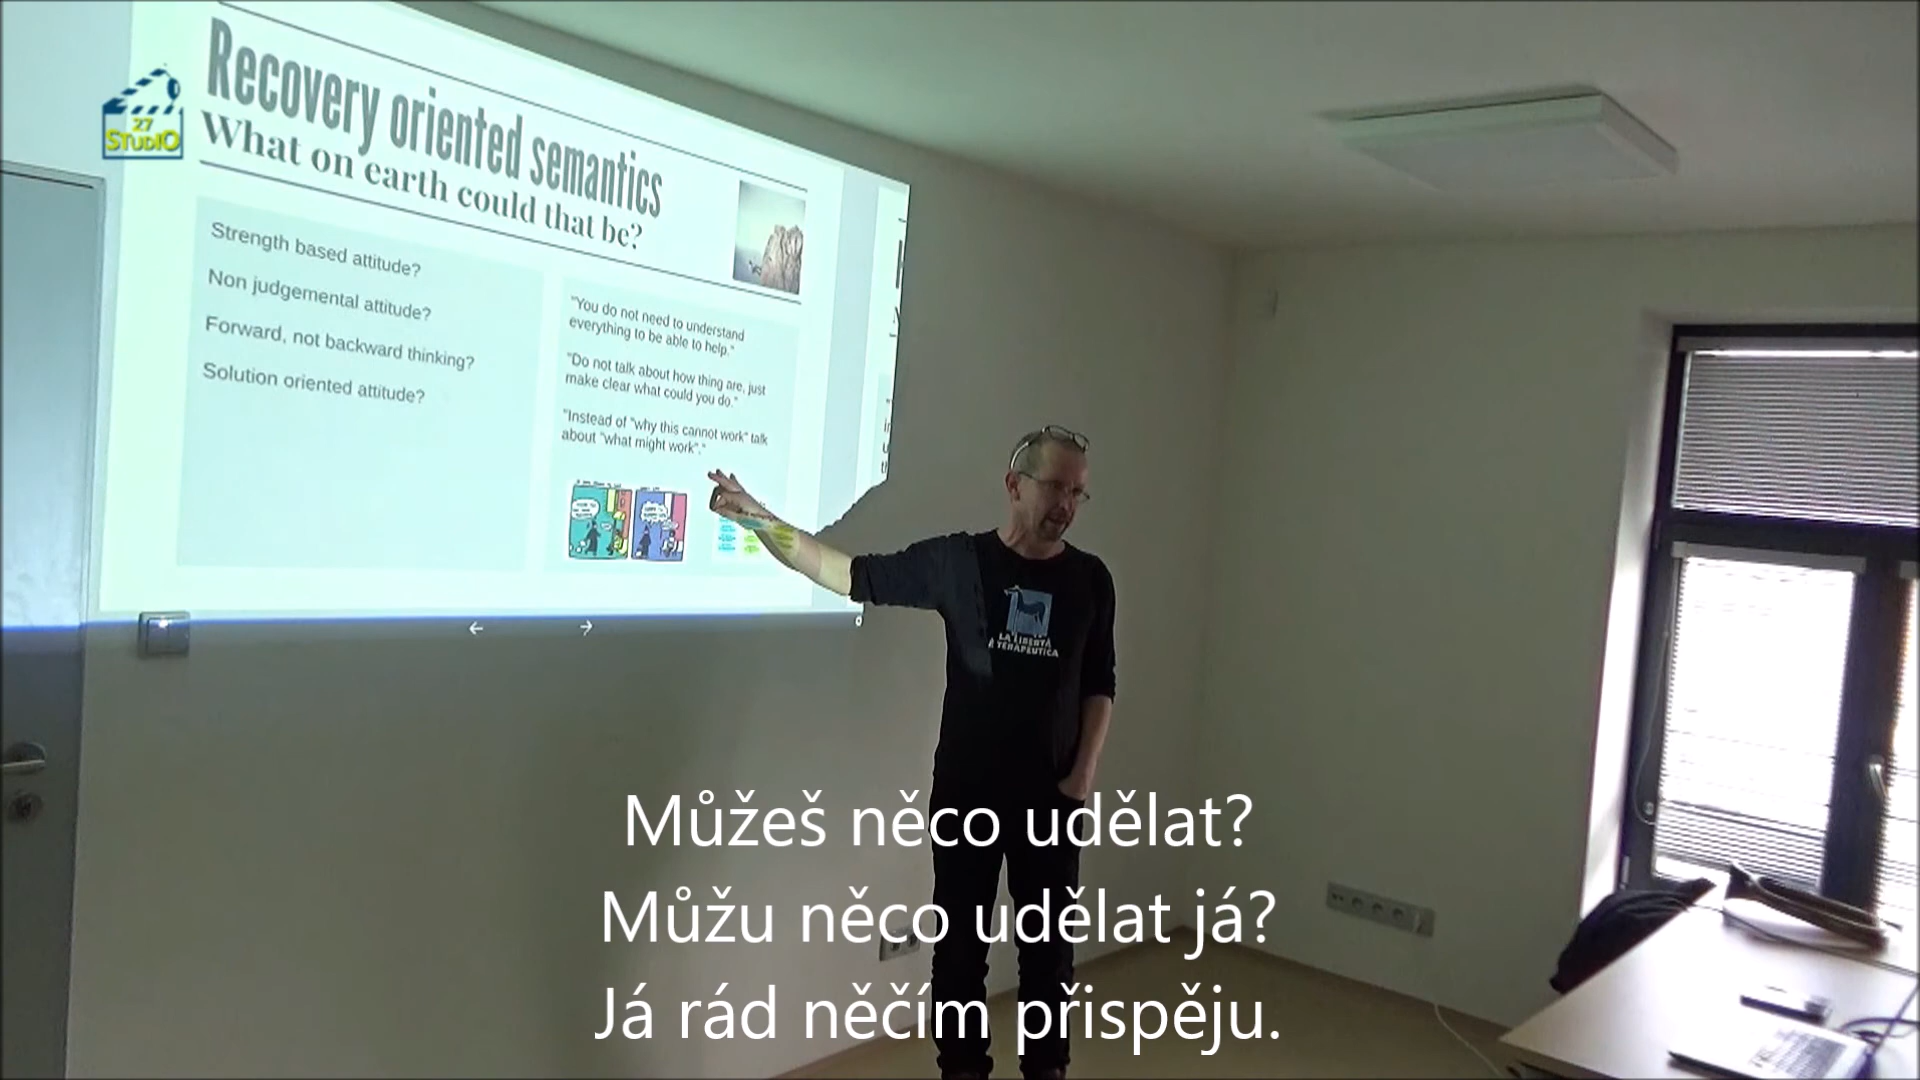 27
STUDIO
Recovery oriented semantics
What on earth could that be?
Strength based attitude?
Non judgemental attitude?
Forward, not backward thinking?
Solution oriented attitude?
"You do not need to understand
everything to be able to help."
"Do not talk about how thing are, just
make clear what could you do."
"Instead of "why this cannot work" talk
about "what might work"."
LA LIBERTÀ
È TERAPEUTICA
Můžeš něco udělat?
Můžu něco udělat já?
Já rád něčím přispěju.